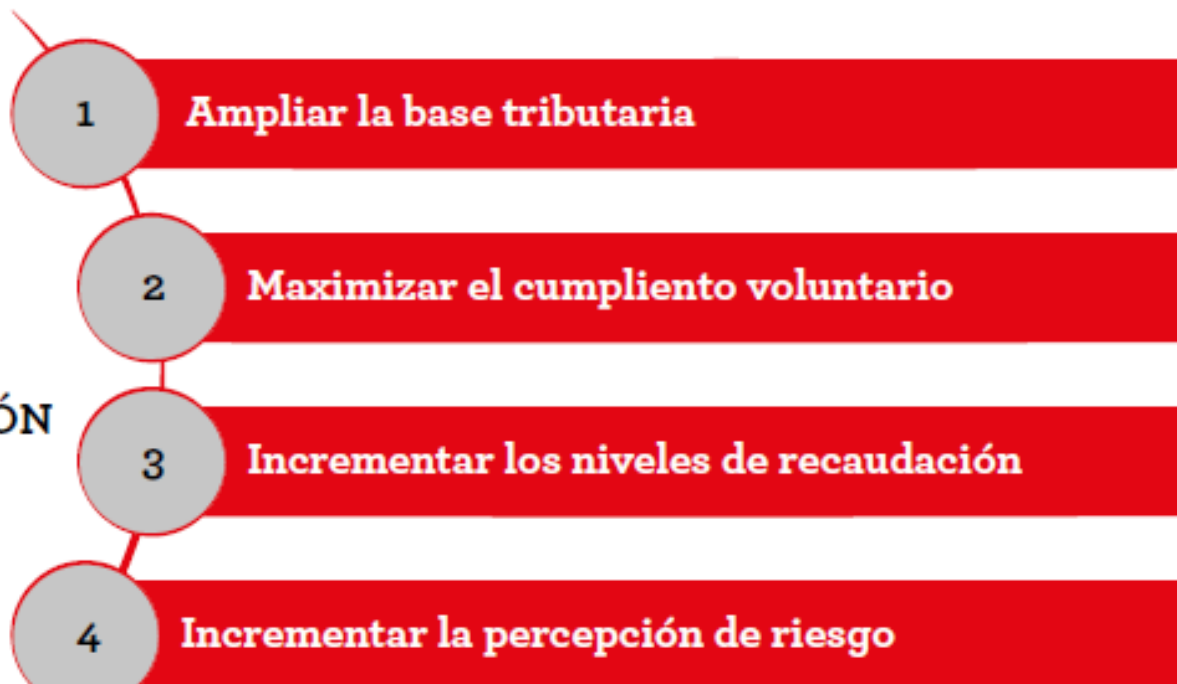 1 Ampliar la base tributaria
2 Maximizar el cumpliento voluntario
ÓN
3 Incrementar los niveles de recaudación
4 Incrementar la percepción de riesgo